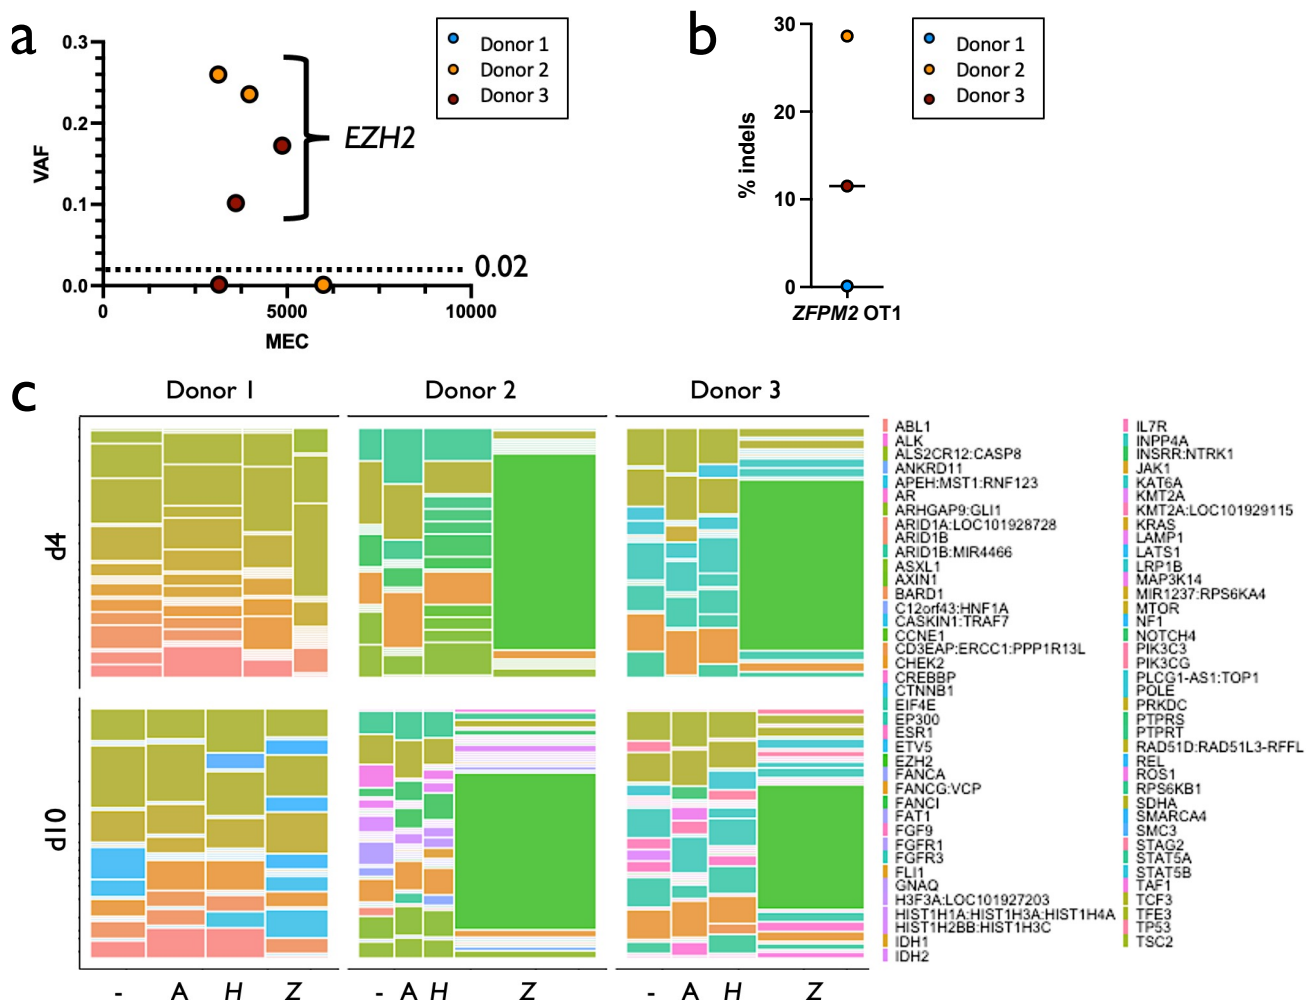 a
0.3
0.2
0.1
0.0
VAF
0
5000
10000
MEC
EZH2
0.02
Donor 1
Donor 2
Donor 3
b
30
20
10
0
% indels
ZFPM2 OT1
Donor 1
Donor 2
Donor 3
c
Donor 1
Donor 2
Donor 3
d4
d10
- A H Z
- A H Z
- A H Z
ABL1
ALK
ALS2CR12:CASP8
ANKRD11
APEH:MST1:RNF123
AR
ARHGAP9:GLI1
ARID1A:LOC101928728
ARID1B
ARID1B:MIR4466
ASXL1
AXIN1
BARD1
C12orf43:HNF1A
CASKIN1:TRAF7
CCNE1
CD3EAP:ERCC1:PPP1R13L
CHEK2
CREBBP
CTNNB1
EIF4E
EP300
ESR1
ETV5
EZH2
FANCA
FANCG:VCP
FANCI
FAT1
FGF9
FGFR1
FGFR3
FLI1
GNAQ
H3F3A:LOC101927203
HIST1H1A:HIST1H3A:HIST1H4A
HIST1H2BB:HIST1H3C
IDH1
IDH2
IL7R
INPP4A
INSRR:NTRK1
JAK1
KAT6A
KMT2A
KMT2A:LOC101929115
KRAS
LAMP1
LATS1
LRP1B
MAP3K14
MIR1237:RPS6KA4
MTOR
NF1
NOTCH4
PIK3C3
PIK3CG
PLCG1-AS1:TOP1
POLE
PRKDC
PTPRS
PTPRT
RAD51D:RAD51L3-RFFL
REL
ROS1
RPS6KB1
SDHA
SMARCA4
SMC3
STAG2
STAT5A
STAT5B
TAF1
TCF3
TFE3
TP53
TSC2